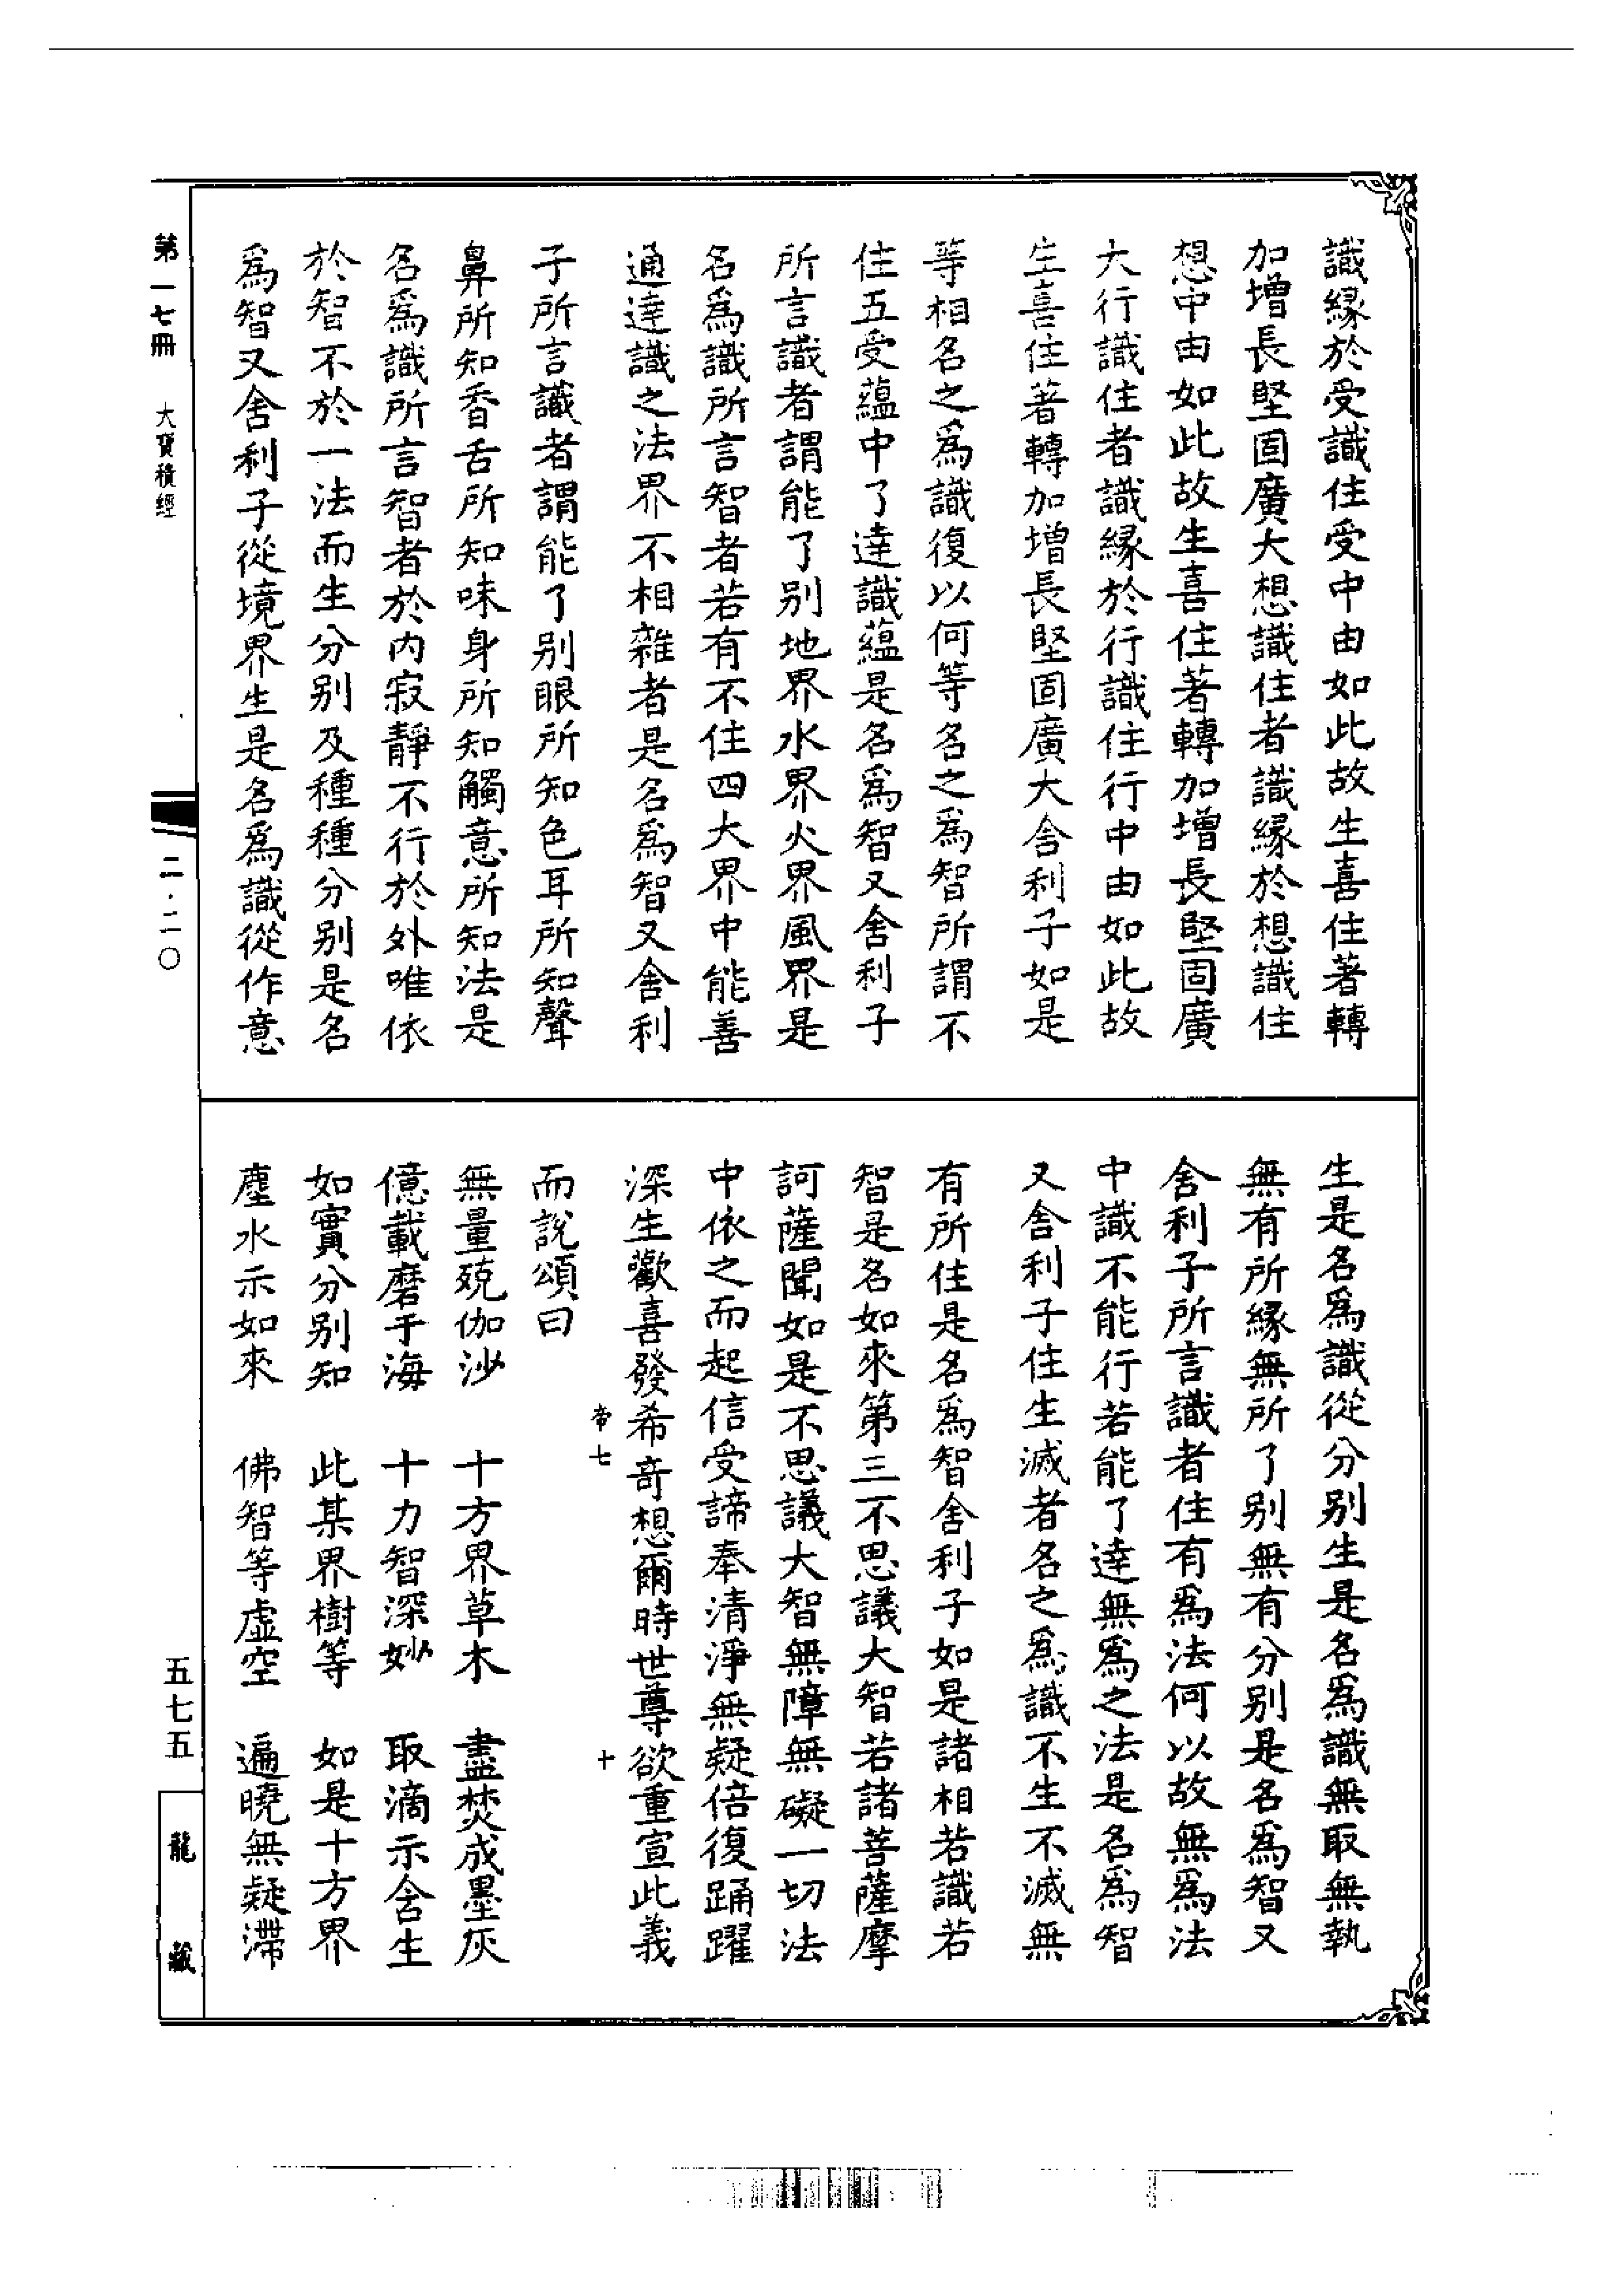 識緣於受識住受中由如此故生喜住著轉
加增長堅固廣大想識住者識緣於想識住
想中由如此故生喜住著轉加增長堅固廣
大行識住者識緣於行識住行中由如此故
生喜住著轉加增長堅固廣大舍利子如是
等相名之爲識復以何等名之爲智所謂不
住五受蘊中了達識蘊是名爲智又舍利子
所言識者謂能了別地界水界火界風界是
名爲識所言智者若有不住四大界中能善
通達識之法界不相雜者是名爲智又舍利
子所言識者謂能了別眼所知色耳所知聲
鼻所知香舌所知味身所知觸意所知法是
名爲識所言智者於內寂靜不行於外唯依
於智不於一法而生分別及種種分別是名
爲智又舍利子從境界生是名爲識從作意
生是名爲識從分別生是名爲識無取無執
無有所緣無所了別無有分別是名爲智又
舍利子所言識者住有爲法何以故無爲法
中識不能行若能了達無爲之法是名爲智
又舍利子住生滅者名之爲識不生不滅無
有所住是名爲智舍利子如是諸相若識若
智是名如來第三不思議大智若諸菩薩摩
訶薩聞如是不思議大智無障無礙一切法
中依之而起信受諦奉清淨無疑倍復踊躍
深生歡喜發希奇想爾時世尊欲重宣此義
帝七 十
而說頌曰
無量殑伽沙 十方界草木 盡焚成墨灰
億載磨于海 十力智深妙 取滴示含生
如實分別知 此某界樹等 如是十方界
塵水示如來 佛智等虛空 遍曉無疑滯
第一七冊 大寶積經 二·二〇 五七五 龍藏